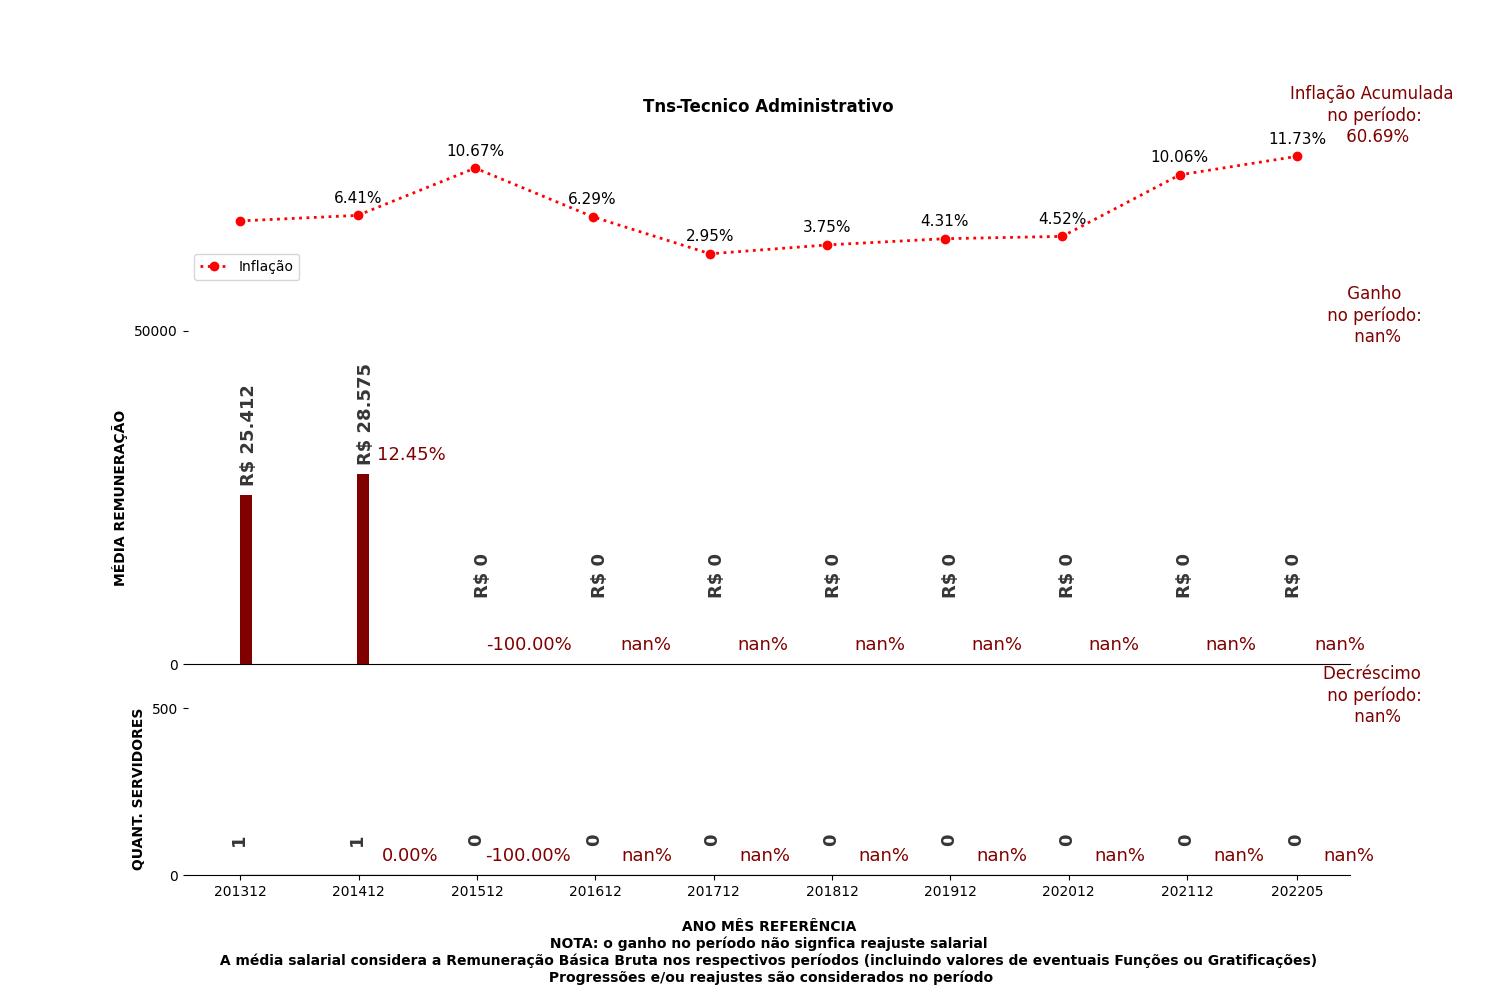 Tns-Tecnico Administrativo
Inflação Acumulada
no período:
60.69%
6.41%
10.67%
6.29%
2.95%
3.75%
4.31%
4.52%
10.06%
11.73%
Inflação
Ganho
no período:
nan%
50000
0
MÉDIA REMUNERAÇÃO
R$ 25.412
R$ 28.575
12.45%
R$ 0
R$ 0
R$ 0
R$ 0
R$ 0
R$ 0
R$ 0
R$ 0
-100.00%
nan%
nan%
nan%
nan%
nan%
nan%
nan%
Decréscimo
no período:
nan%
500
0
QUANT. SERVIDORES
1
1
0
0
0
0
0
0
0
0
0.00%
-100.00%
nan%
nan%
nan%
nan%
nan%
nan%
nan%
201312
201412
201512
201612
201712
201812
201912
202012
202112
202205
ANO MÊS REFERÊNCIA
NOTA: o ganho no período não signfica reajuste salarial
A média salarial considera a Remuneração Básica Bruta nos respectivos períodos (incluindo valores de eventuais Funções ou Gratificações)
Progressões e/ou reajustes são considerados no período